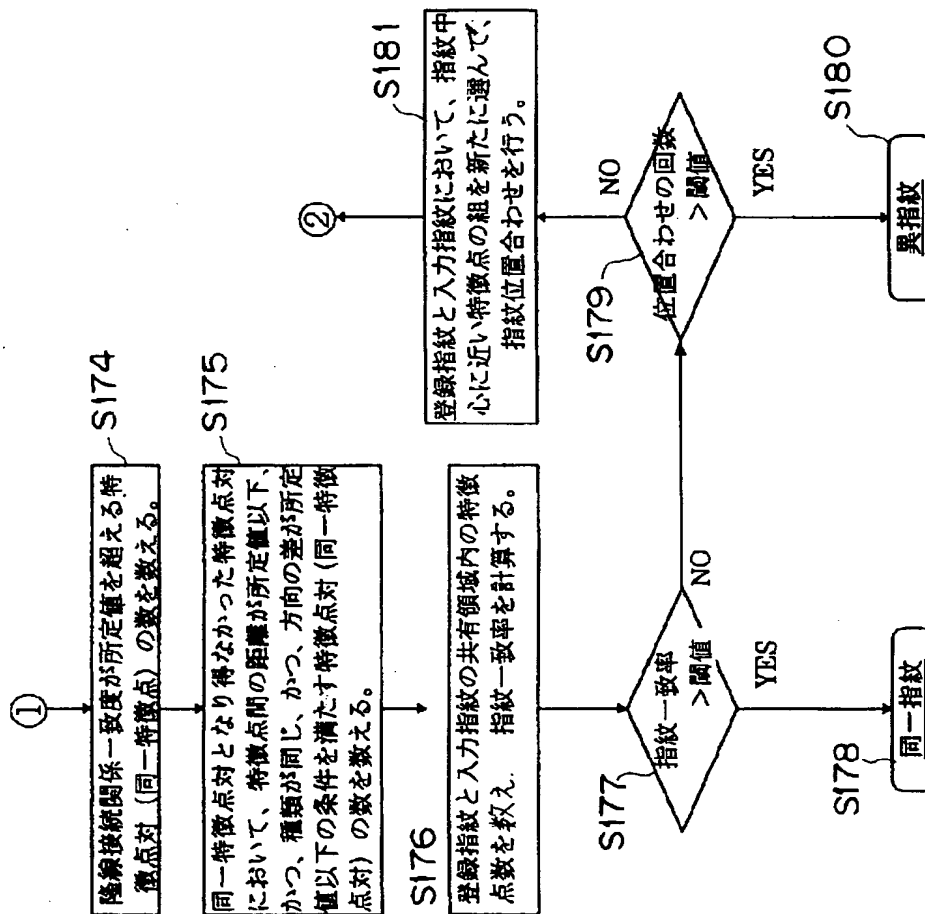 ①
S174
隆線接続関係一致度が所定値を超える特
徴点対(同一特徴点)の数を数える。
S175
同一特徴点対となり得なかった特徴点対
において、特徴点間の距離が所定値以下、
かつ、種類が同じ、かつ、方向の差が所定
値以下の条件を満たす特徴点対(同一特徴
点対)の数を数える。
S176
登録指紋と入力指紋の共有領域内の特徴
点数を数え. 指紋一致率を計算する。
S177
指紋一致率
>閾値
NO
YES
S178
同一指紋
S179
位置合わせの回数
>閾値
NO
YES
S180
異指紋
S181
登録指紋と入力指紋において、指紋中
心に近い特徴点の組を新たに選んで、
指紋位置合わせを行う。
②